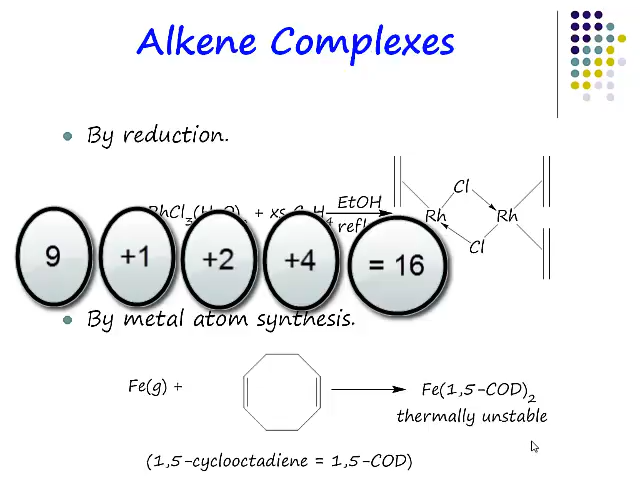 Alkene Complexes
By reduction.
+ xs
EtOH
Cl
Rh
Rh
Cl
9 +1 +2 +4 = 16
By metal atom synthesis.
Fe(g) +
Fe(1,5-COD)2
thermally unstable
(1,5-cyclooctadiene = 1,5-COD)